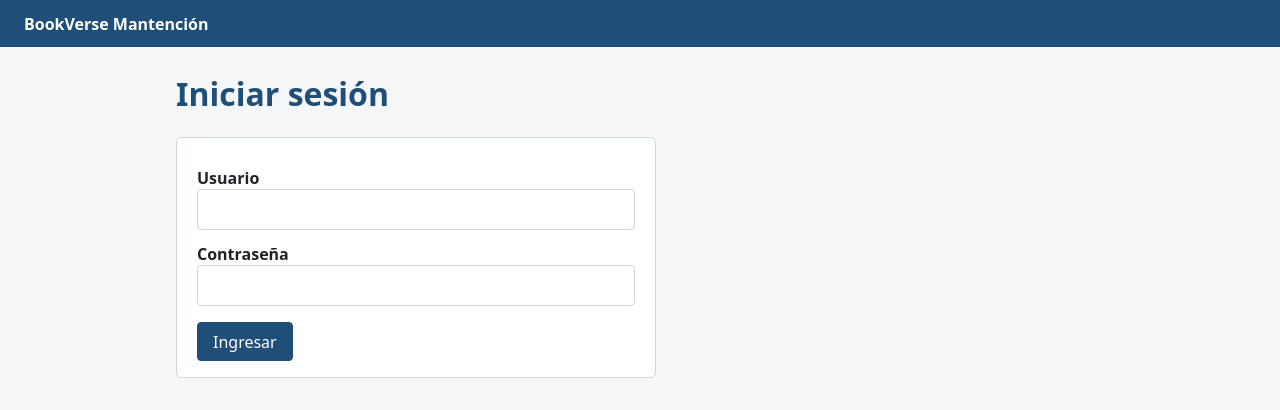 BookVerse Mantención
Iniciar sesión
Usuario
Contraseña
Ingresar